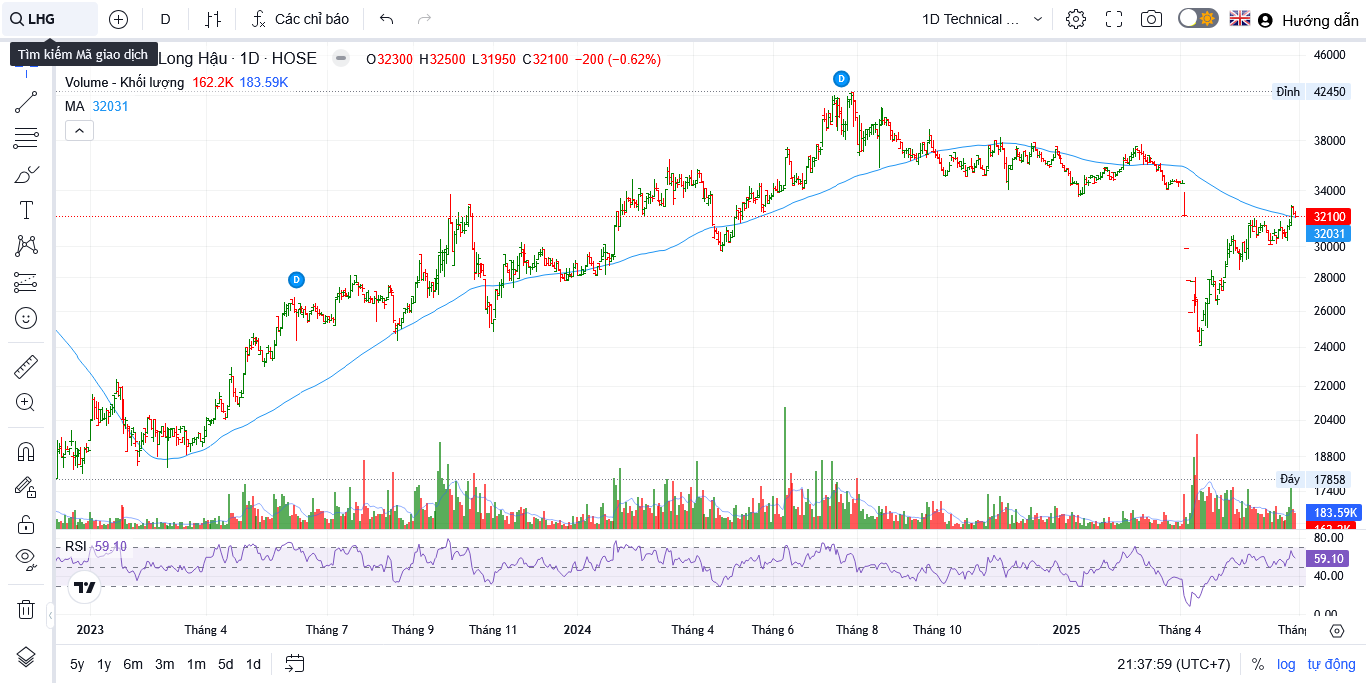 LHG D Các chỉ báo 1D Technical ... Hướng dẫn
Tìm kiếm Mã giao dịch
Long Hậu · 1D · HOSE O32300 H32500 L31950 C32100 −200 (−0.62%)
Volume - Khối lượng 162.2K 183.59K
MA 32031
D
D
46000
Đỉnh 42450
38000
34000
32100
32031
30000
28000
26000
24000
22000
20400
18800
Đáy 17858
17400
183.59K
162.2K
RSI 59.10
80.00
59.10
40.00
0.00
2023 Tháng 4 Tháng 7 Tháng 9 Tháng 11 2024 Tháng 4 Tháng 6 Tháng 8 Tháng 10 2025 Tháng 4 Tháng
5y 1y 6m 3m 1m 5d 1d 21:37:59 (UTC+7) % log tự động